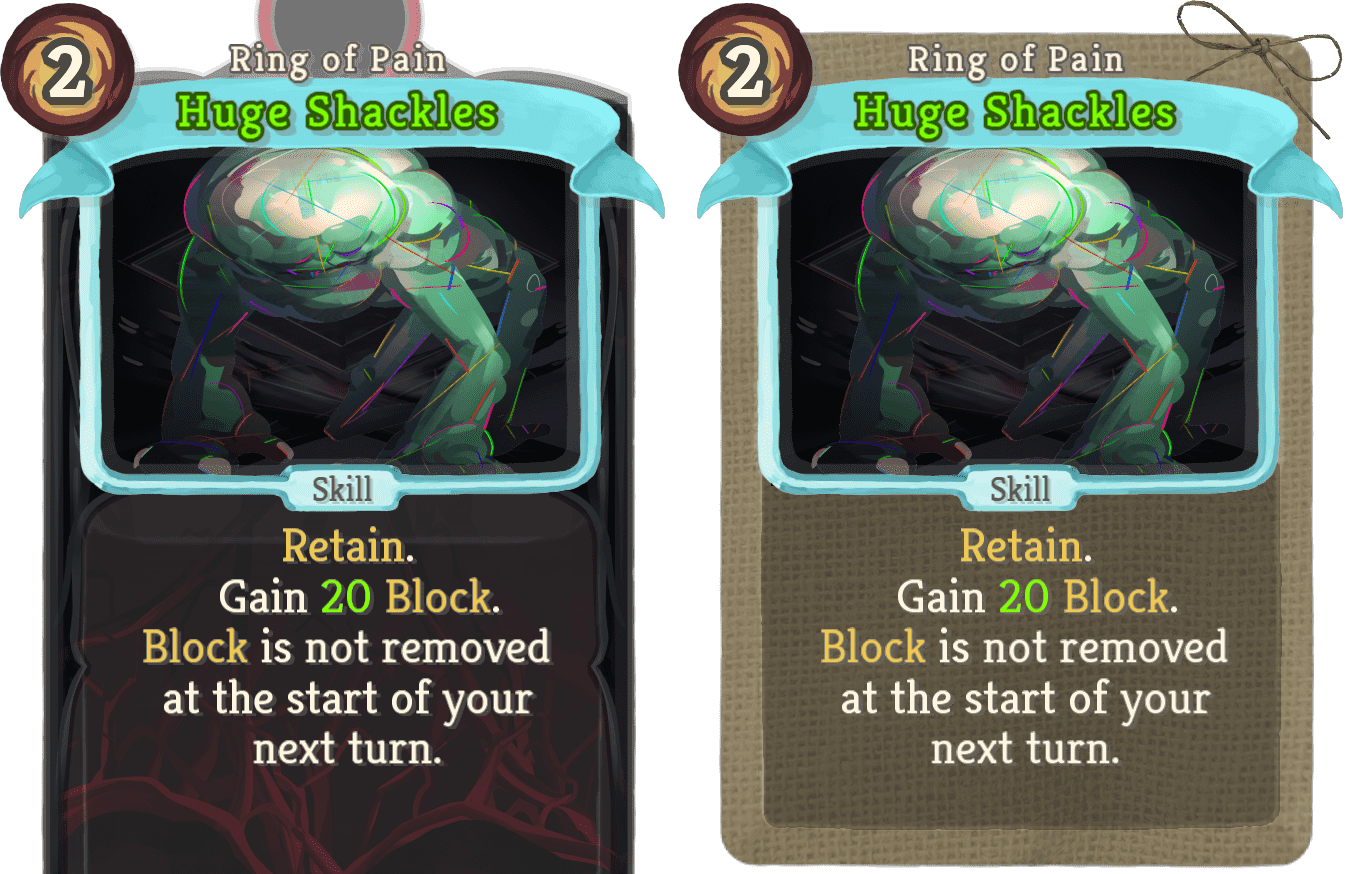 2
Ring of Pain
Huge Shackles
Skill
Retain.
Gain 20 Block.
Block is not removed
at the start of your
next turn.
2
Ring of Pain
Huge Shackles
Skill
Retain.
Gain 20 Block.
Block is not removed
at the start of your
next turn.